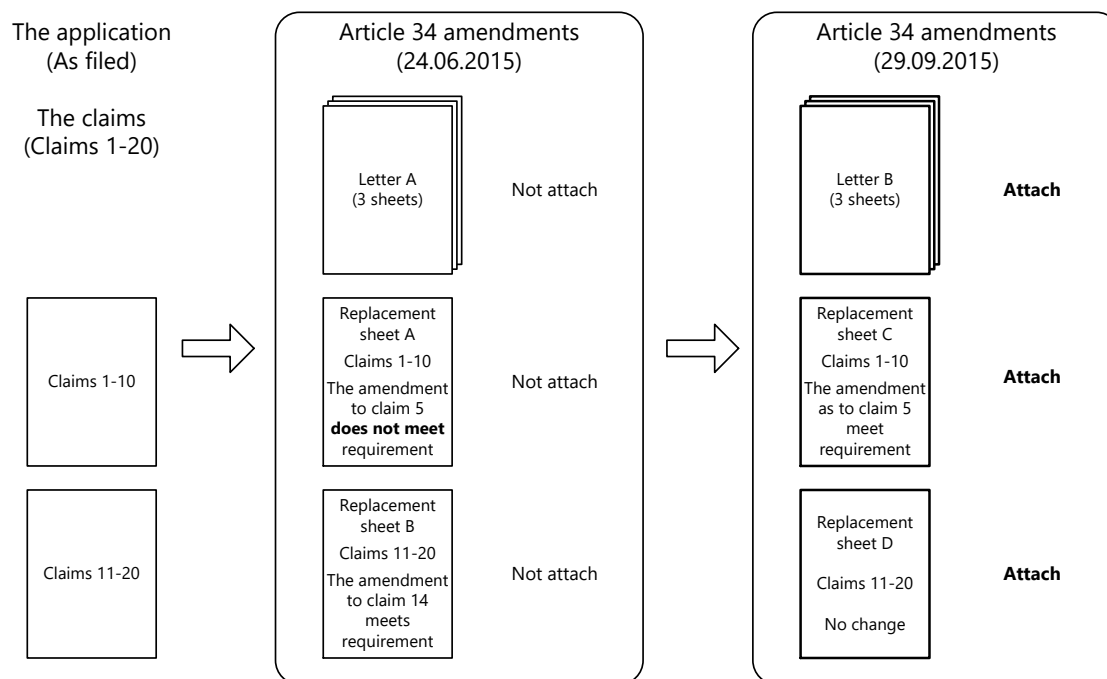 The application
(As filed)
The claims
(Claims 1-20)
Claims 1-10
Claims 11-20
Article 34 amendments
(24.06.2015)
Letter A
(3 sheets)
Not attach
Replacement
sheet A
Claims 1-10
The amendment
to claim 5
does not meet
requirement
Not attach
Replacement
sheet B
Claims 11-20
The amendment
to claim 14
meets
requirement
Not attach
Article 34 amendments
(29.09.2015)
Letter B
(3 sheets)
Attach
Replacement
sheet C
Claims 1-10
The amendment
as to claim 5
meet
requirement
Attach
Replacement
sheet D
Claims 11-20
No change
Attach